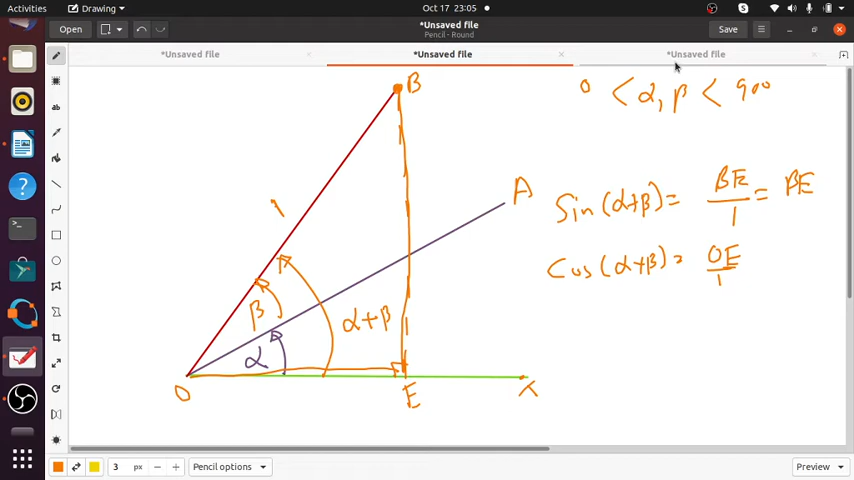 Activities
Drawing
Oct 17 23:05
Open
*Unsaved file
Pencil - Round
Save
*Unsaved file
*Unsaved file
*Unsaved file
B
0 < α, β < 900
1
A
Sin(α+β) = BE/1 = BE
Cos(α+β) = OE/1
β
α+β
α
O
E
X
3 px
Pencil options
Preview